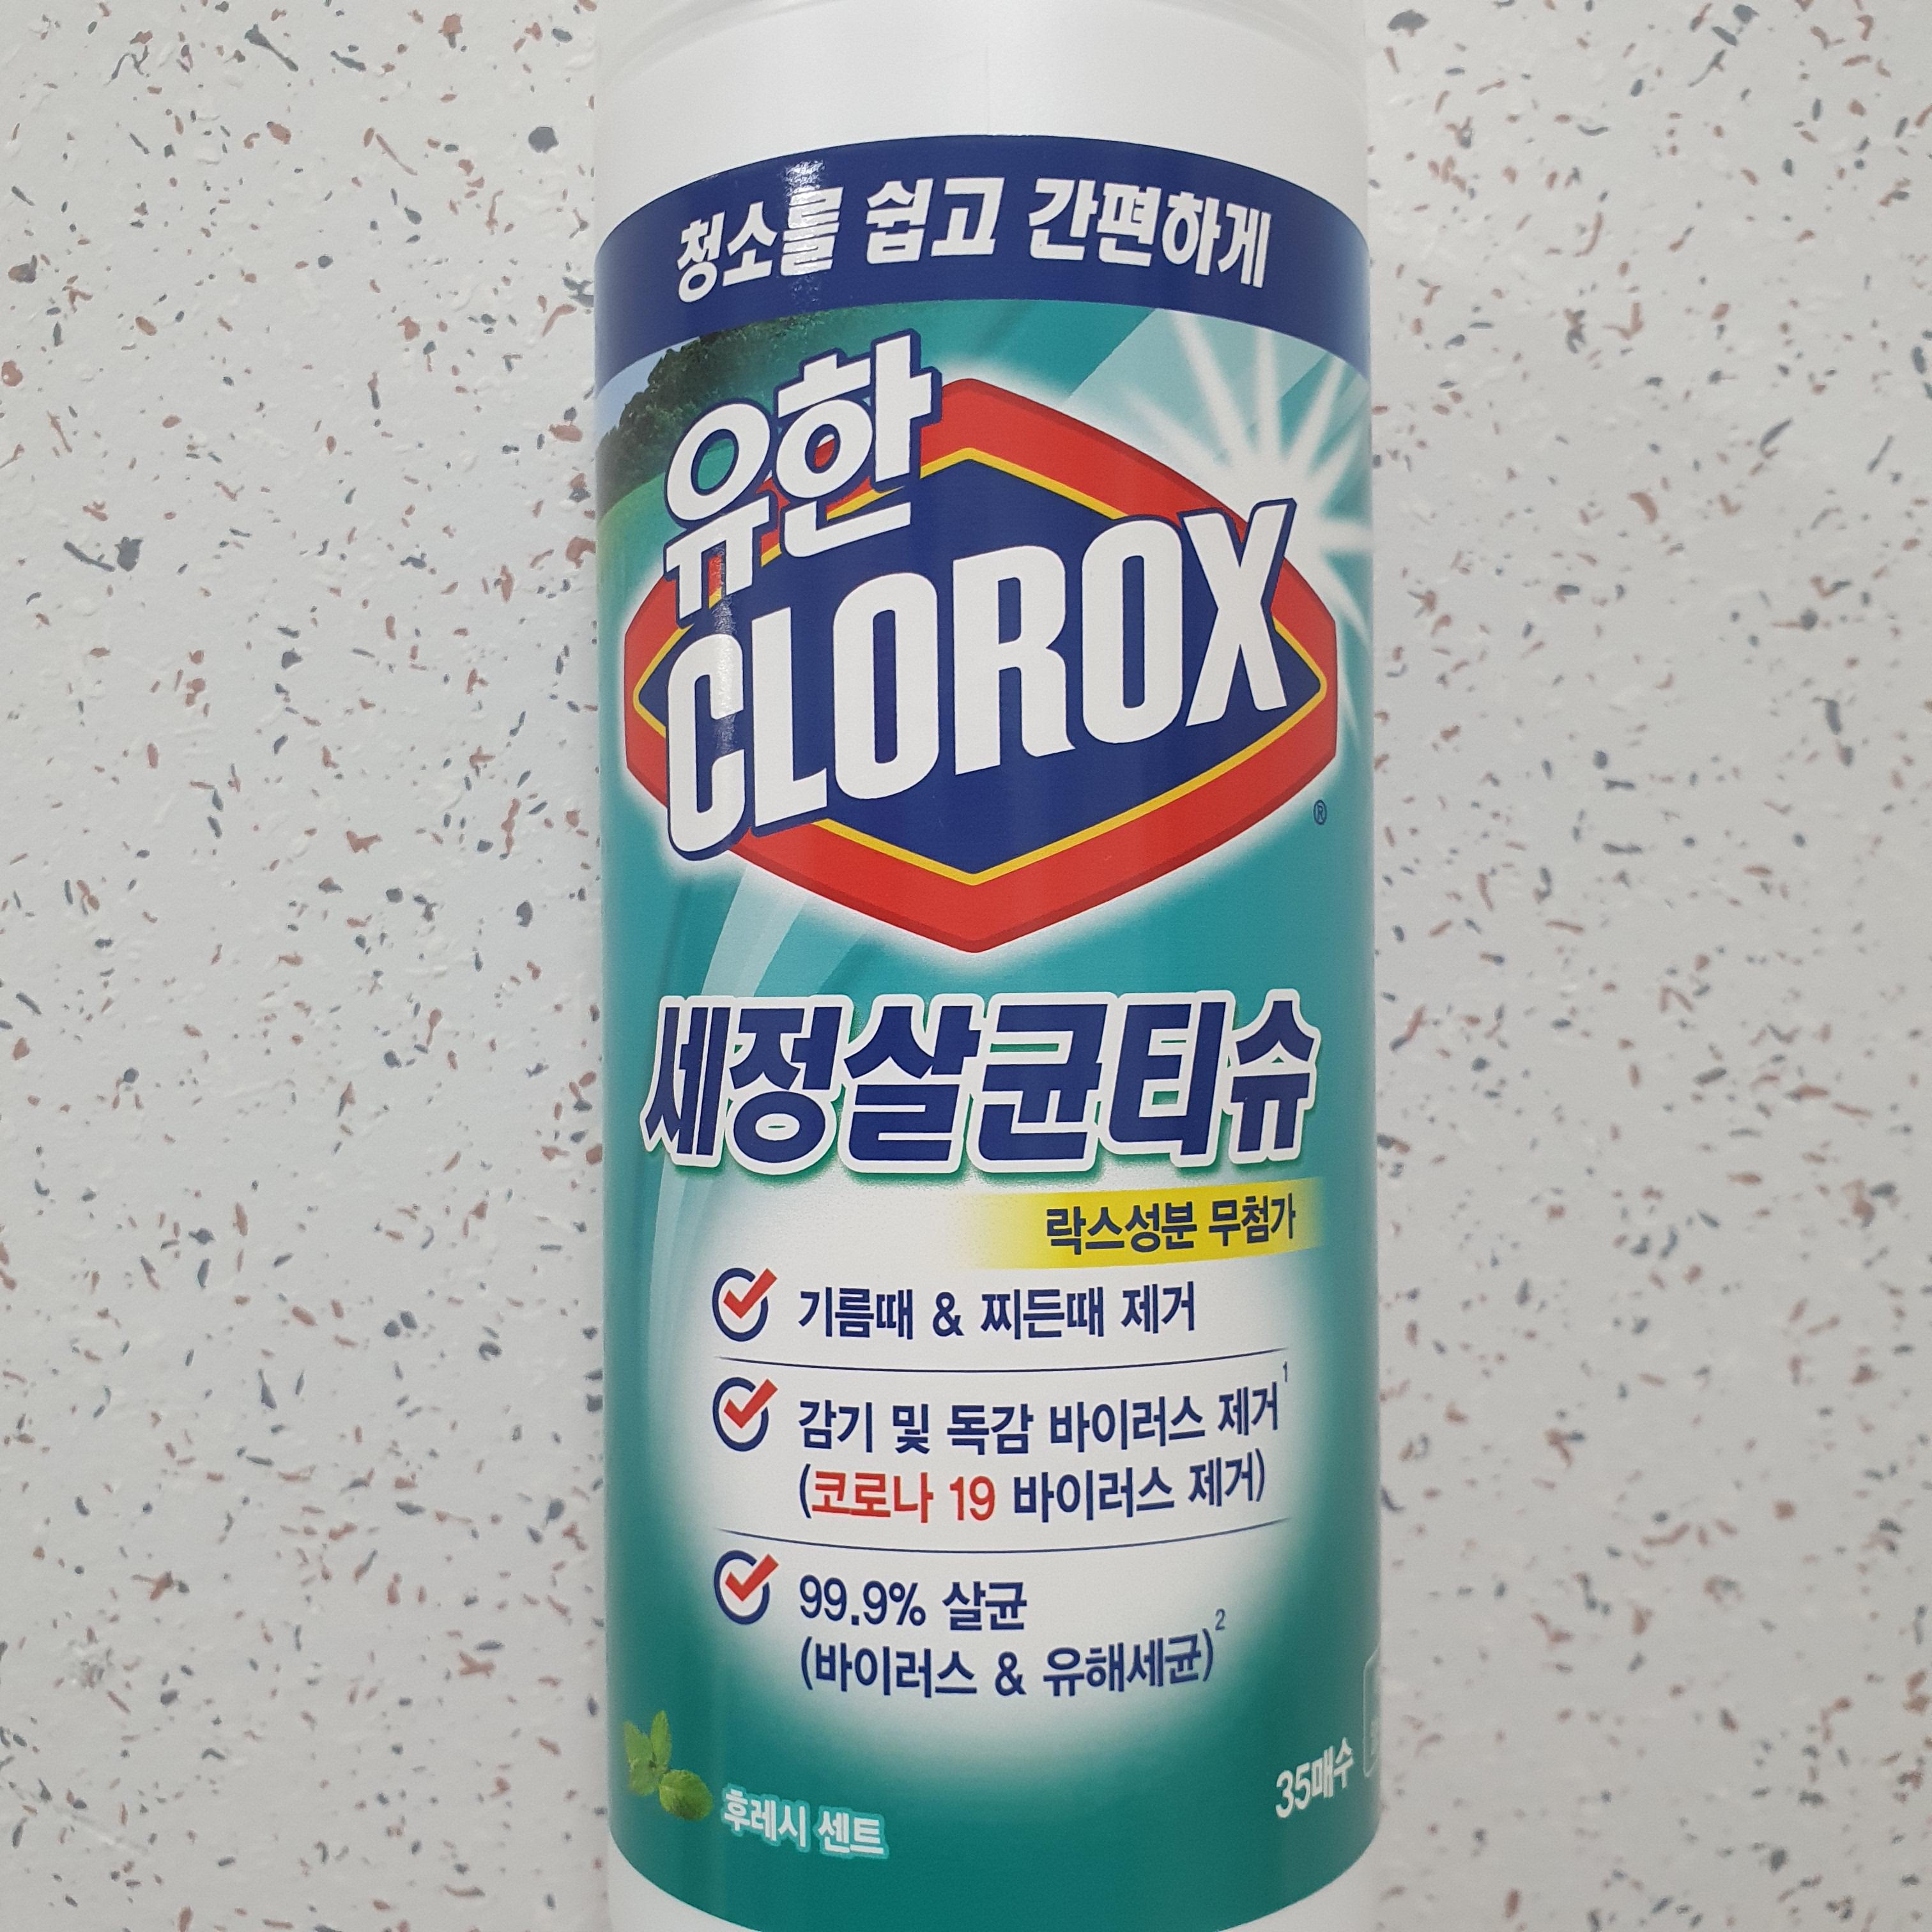 청소를 쉽고 간편하게
유한
CLOROX
®
세정살균티슈
락스성분 무첨가
기름때 & 찌든때 제거
감기 및 독감 바이러스 제거1
(코로나 19 바이러스 제거)
99.9% 살균
(바이러스 & 유해세균)2
후레시 센트
35매수